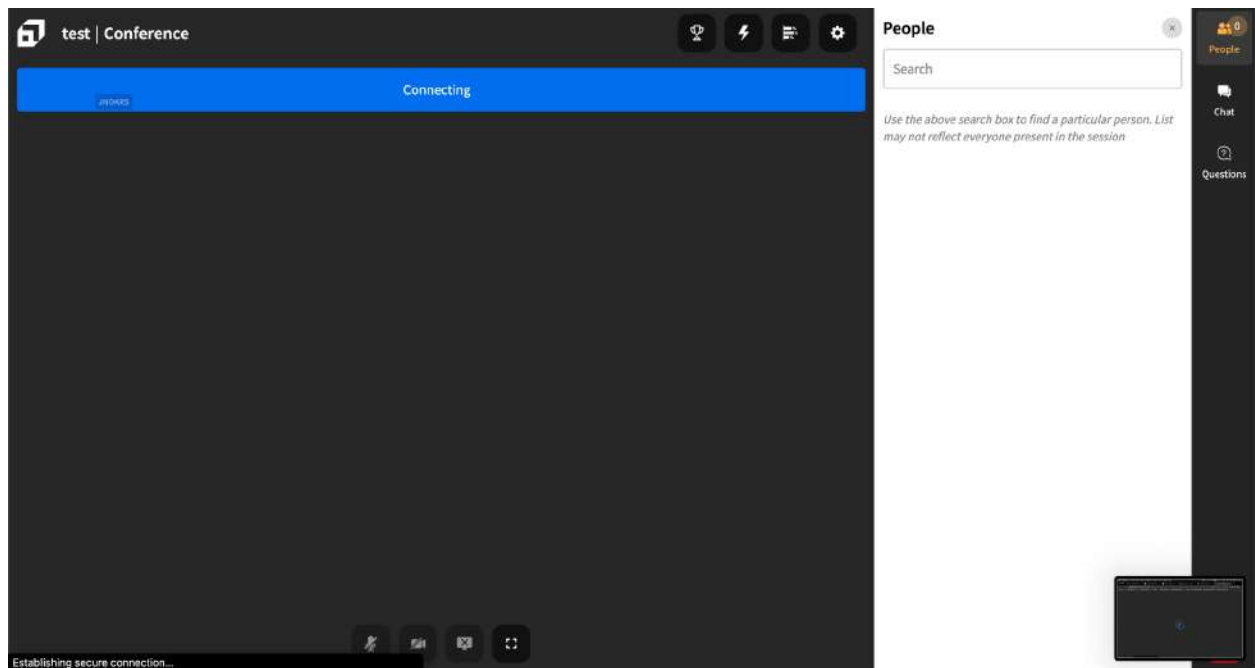 test | Conference
Connecting
People
Search
Use the above search box to find a particular person. List
may not reflect everyone present in the session
0
People
Chat
Questions
Establishing secure connection...